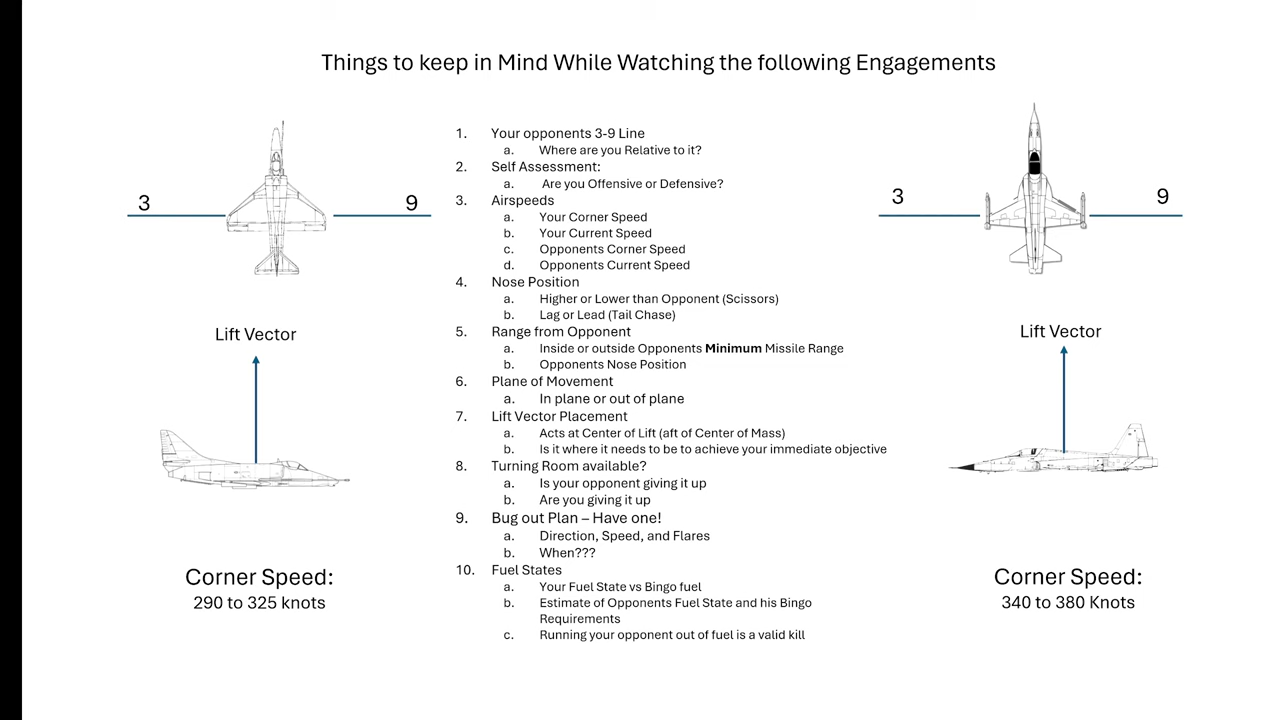 Things to keep in Mind While Watching the following Engagements
3
9
Lift Vector
Corner Speed:
290 to 325 knots
1. Your opponents 3-9 Line
a. Where are you Relative to it?
2. Self Assessment:
a. Are you Offensive or Defensive?
3. Airspeeds
a. Your Corner Speed
b. Your Current Speed
c. Opponents Corner Speed
d. Opponents Current Speed
4. Nose Position
a. Higher or Lower than Opponent (Scissors)
b. Lag or Lead (Tail Chase)
5. Range from Opponent
a. Inside or outside Opponents Minimum Missile Range
b. Opponents Nose Position
6. Plane of Movement
a. In plane or out of plane
7. Lift Vector Placement
a. Acts at Center of Lift (aft of Center of Mass)
b. Is it where it needs to be to achieve your immediate objective
8. Turning Room available?
a. Is your opponent giving it up
b. Are you giving it up
9. Bug out Plan – Have one!
a. Direction, Speed, and Flares
b. When???
10. Fuel States
a. Your Fuel State vs Bingo fuel
b. Estimate of Opponents Fuel State and his Bingo
Requirements
c. Running your opponent out of fuel is a valid kill
3
9
Lift Vector
Corner Speed:
340 to 380 Knots